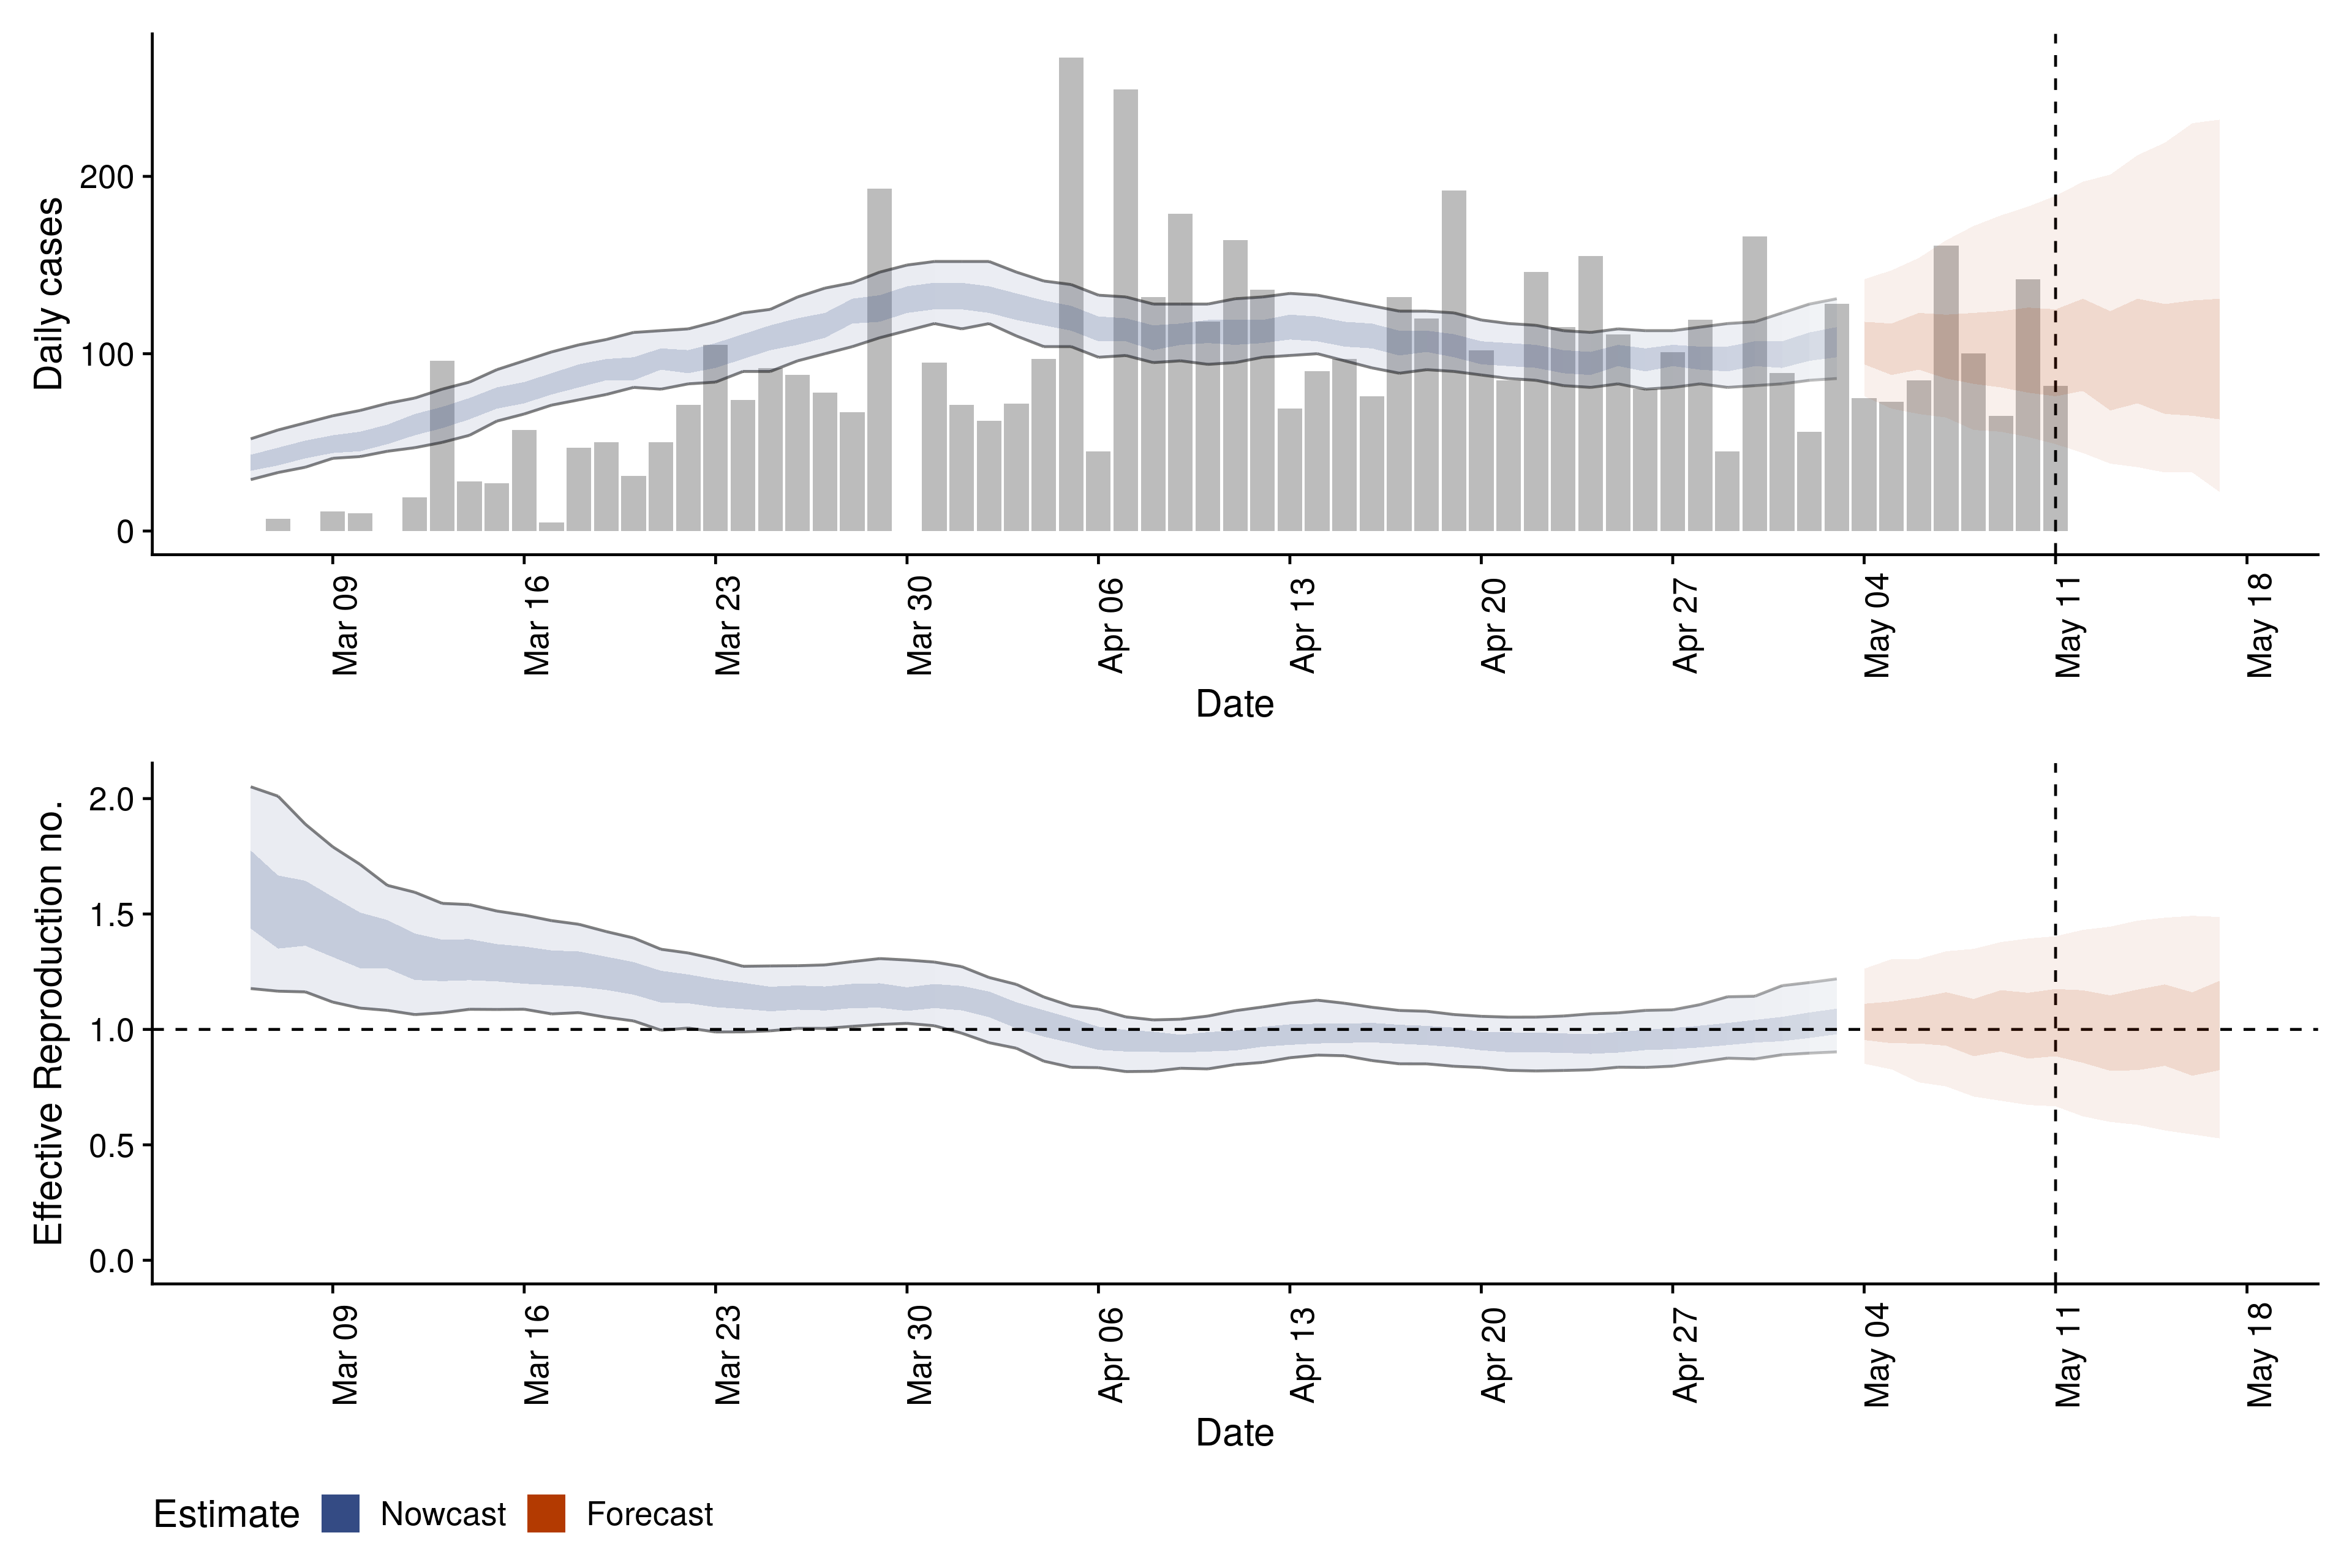 Daily cases
200
100
0
Mar 09
Mar 16
Mar 23
Mar 30
Apr 06
Apr 13
Apr 20
Apr 27
May 04
May 11
May 18
Date
Effective Reproduction no.
2.0
1.5
1.0
0.5
0.0
Mar 09
Mar 16
Mar 23
Mar 30
Apr 06
Apr 13
Apr 20
Apr 27
May 04
May 11
May 18
Date
Estimate Nowcast Forecast